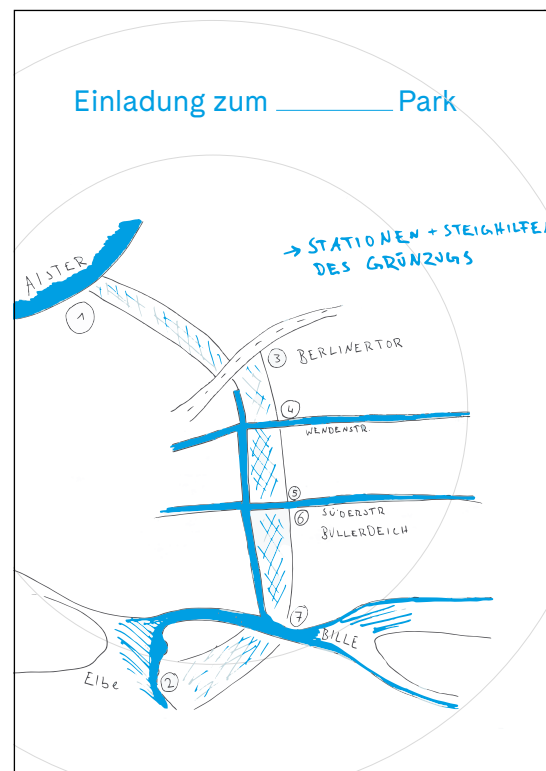 Einladung zum ________ Park
→ STATIONEN + STEIGHILFEN
DES GRÜNZUGS
ALSTER
1
3 BERLINERTOR
4
WENDENSTR.
5
6 SÜDERSTR
BULLERDEICH
7
BILLE
Elbe
2